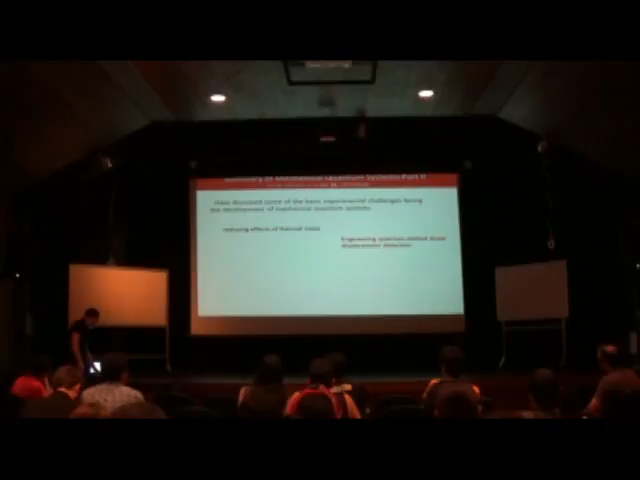 Summary of Mechanical Quantum Systems Part II
Have discussed some of the basic experimental challenges facing
the development of mechanical quantum systems
reducing effects of thermal noise
Engineering quantum-limited
displacement detection